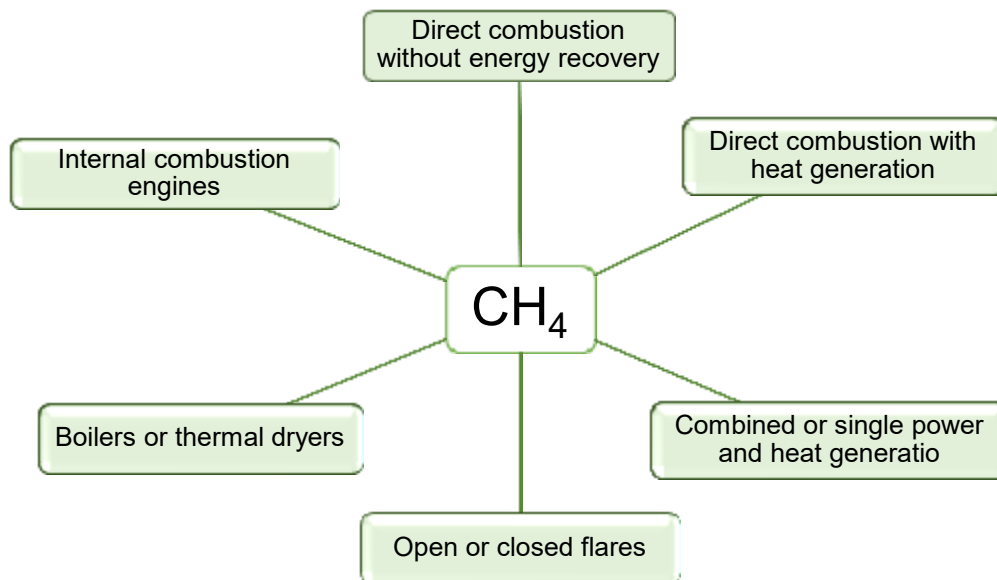 Direct combustion
without energy recovery
Internal combustion
engines
Direct combustion with
heat generation
CH₄
Boilers or thermal dryers
Combined or single power
and heat generatio
Open or closed flares